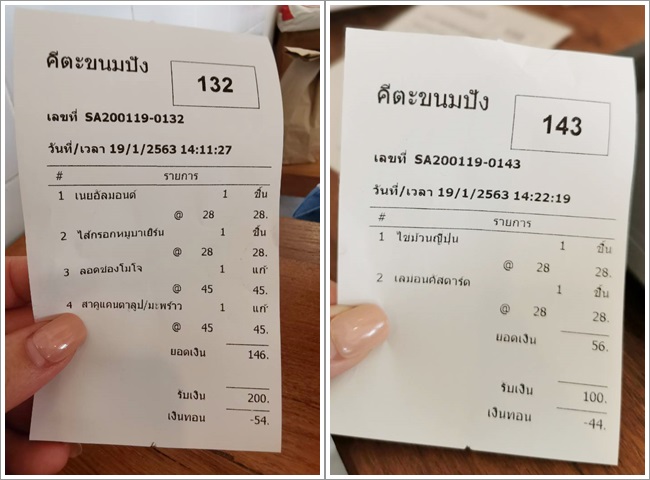 คีตะขนมปัง
132
เลขที่ SA200119-0132
วันที่/เวลา 19/1/2563 14:11:27
# รายการ
1 เนยอัลมอนด์ 1 ชิ้น
@ 28 28.
2 ไส้กรอกหมูบาเยิร์น 1 ชิ้น
@ 28 28.
3 ลอดช่องโมโจ 1 แก้
@ 45 45.
4 สาคูแคนตาลูป/มะพร้าว 1 แก้
@ 45 45.
ยอดเงิน 146.
รับเงิน 200.
เงินทอน -54.
คีตะขนมปัง
143
เลขที่ SA200119-0143
วันที่/เวลา 19/1/2563 14:22:19
# รายการ
1 ไข่ม้วนญี่ปุ่น 1 ชิ้น
@ 28 28.
2 เลม่อนคัสตาร์ด 1 ชิ้น
@ 28 28.
ยอดเงิน 56.
รับเงิน 100.
เงินทอน -44.